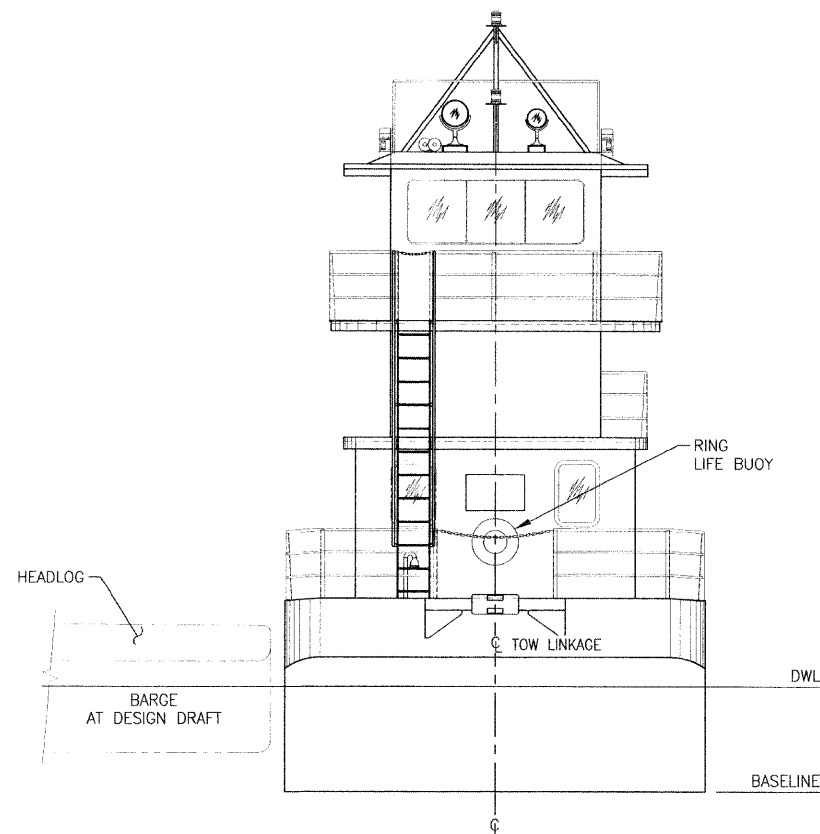 RING
LIFE BUOY
HEADLOG
℄ TOW LINKAGE
DWL
BARGE
AT DESIGN DRAFT
BASELINE
℄